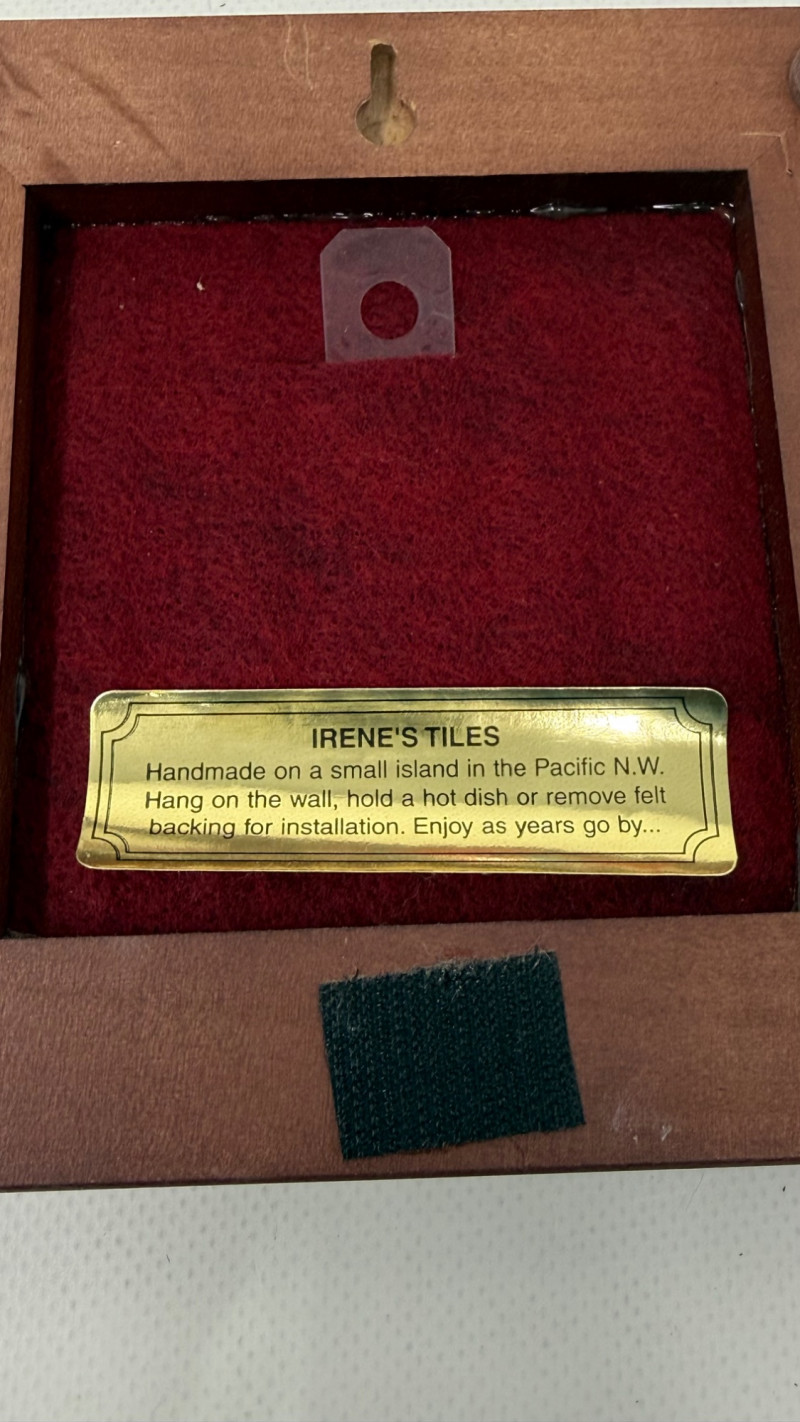 IRENE'S TILES
Handmade on a small island in the Pacific N.W.
Hang on the wall, hold a hot dish or remove felt
backing for installation. Enjoy as years go by...